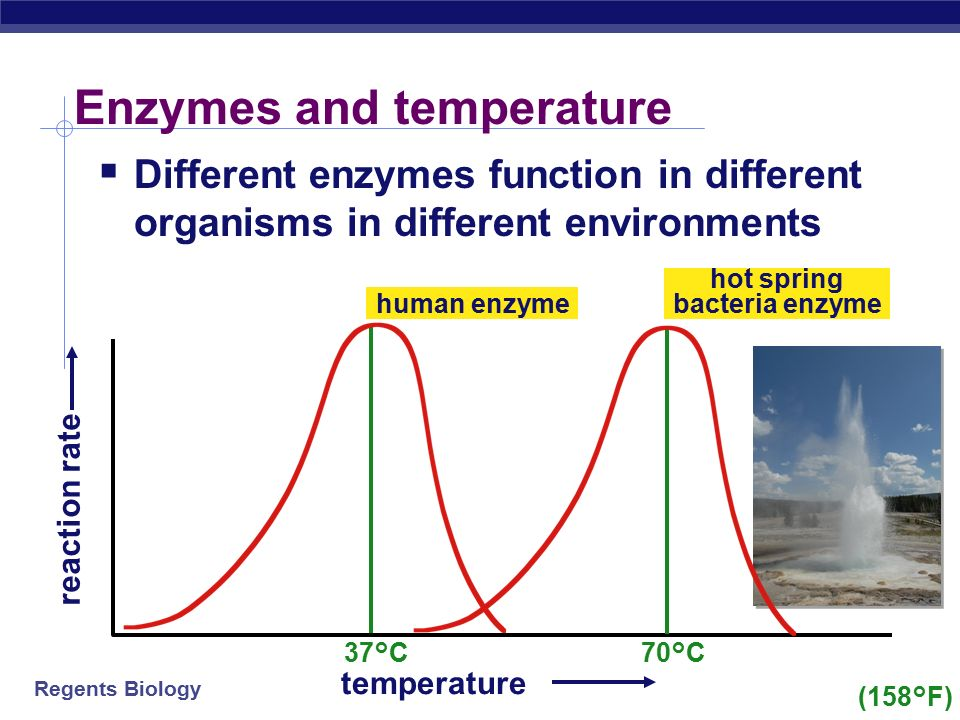 Enzymes and temperature
▪ Different enzymes function in different
organisms in different environments
human enzyme
hot spring
bacteria enzyme
reaction rate
37°C
70°C
temperature
Regents Biology
(158°F)